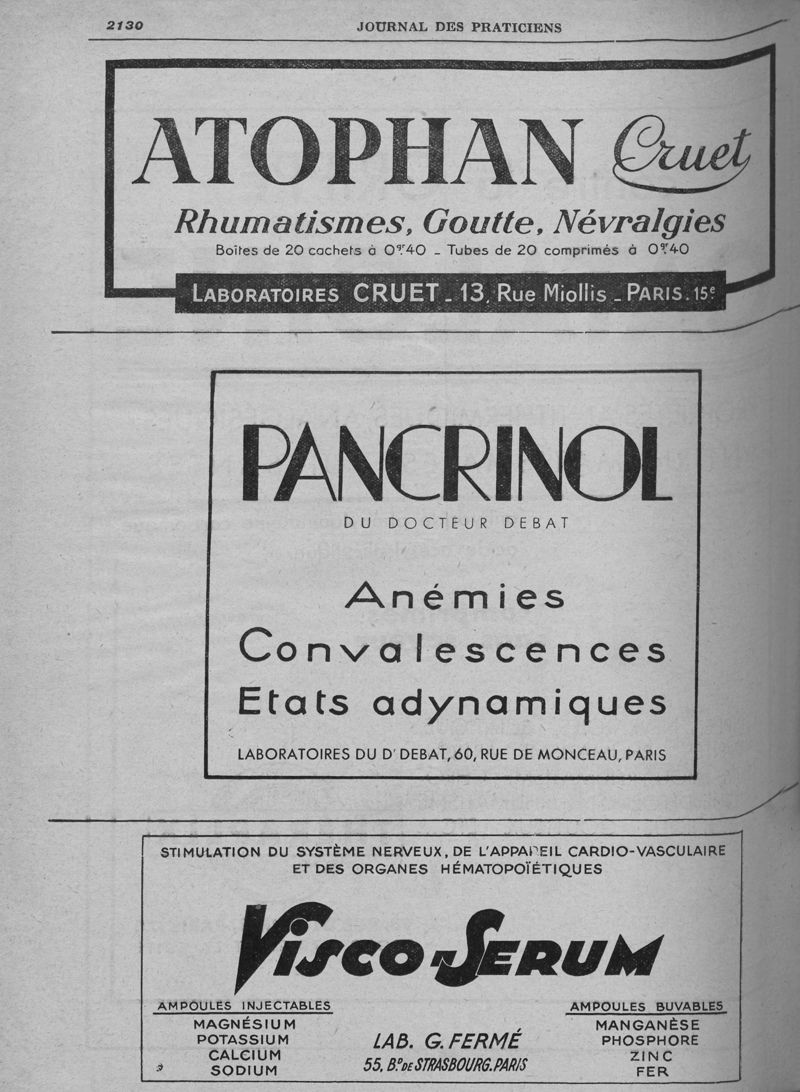 2130
JOURNAL DES PRATICIENS
ATOPHAN Cruet
Rhumatismes, Goutte, Névralgies
Boîtes de 20 cachets à 0gr40 - Tubes de 20 comprimés à 0gr40
LABORATOIRES CRUET - 13, Rue Miollis - PARIS. 15e
PANCRINOL
DU DOCTEUR DEBAT
Anémies
Convalescences
Etats adynamiques
LABORATOIRES DU Dr DEBAT, 60, RUE DE MONCEAU, PARIS
STIMULATION DU SYSTÈME NERVEUX, DE L'APPAREIL CARDIO-VASCULAIRE
ET DES ORGANES HÉMATOPOÏÉTIQUES
VISCO-SERUM
AMPOULES INJECTABLES
MAGNÉSIUM
POTASSIUM
CALCIUM
SODIUM
LAB. G. FERMÉ
55, B.D DE STRASBOURG. PARIS
AMPOULES BUVABLES
MANGANÈSE
PHOSPHORE
ZINC
FER